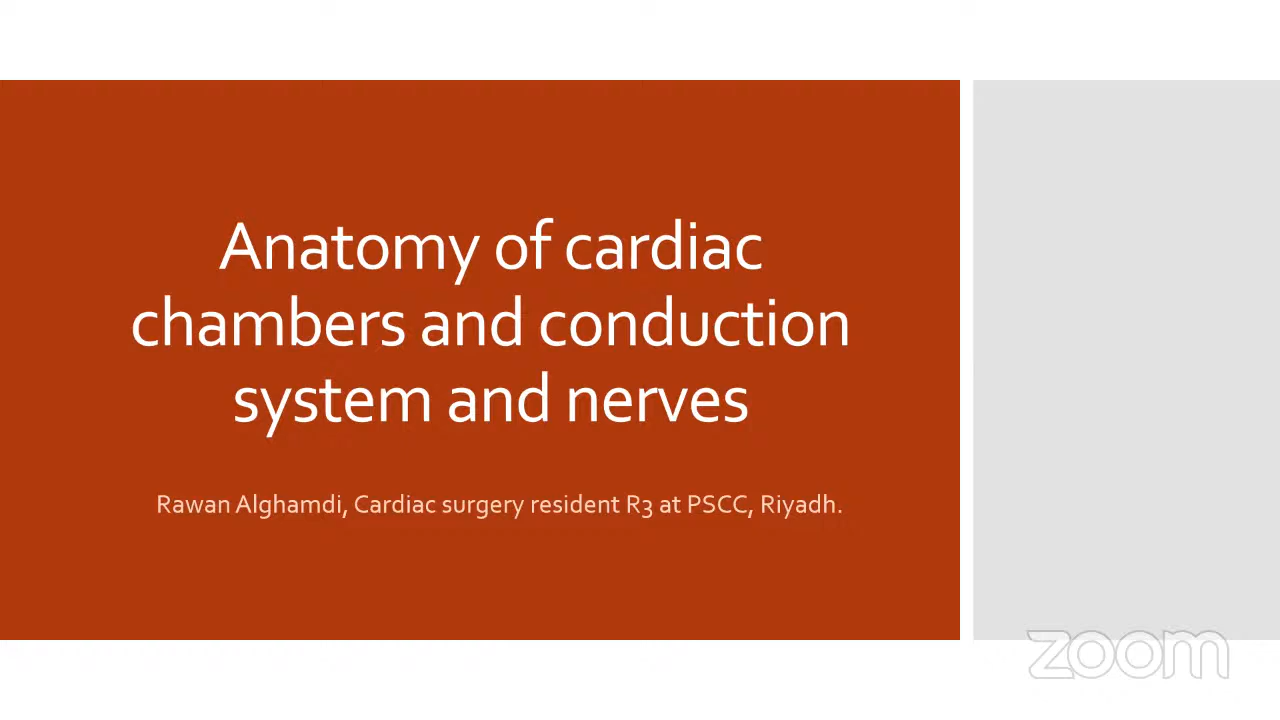 Anatomy of cardiac
chambers and conduction
system and nerves
Rawan Alghamdi, Cardiac surgery resident R3 at PSCC, Riyadh.
zoom